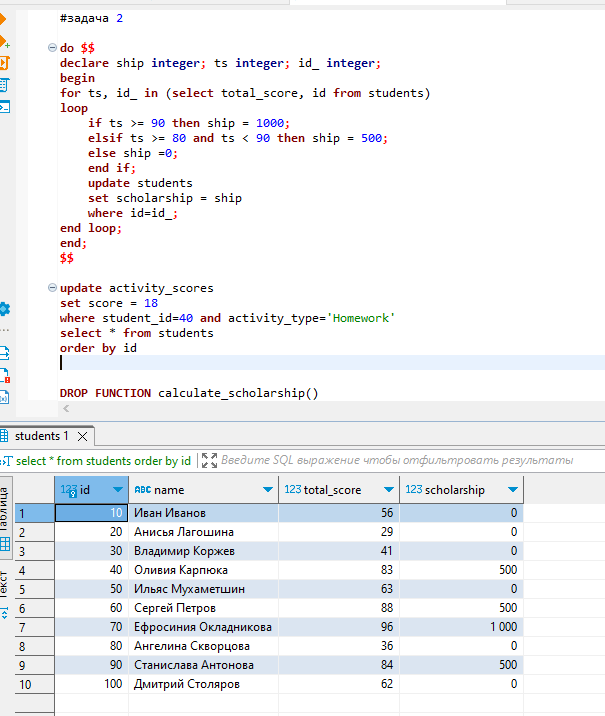 #задача 2
do $$
declare ship integer; ts integer; id_ integer;
begin
for ts, id_ in (select total_score, id from students)
loop
if ts >= 90 then ship = 1000;
elsif ts >= 80 and ts < 90 then ship = 500;
else ship =0;
end if;
update students
set scholarship = ship
where id=id_;
end loop;
end;
$$
update activity_scores
set score = 18
where student_id=40 and activity_type='Homework'
select * from students
order by id
DROP FUNCTION calculate_scholarship()
students 1
select * from students order by id Введите SQL выражение чтобы отфильтровать результаты
Таблица
Текст
123 id ABC name 123 total_score 123 scholarship
1 10 Иван Иванов 56 0
2 20 Анисья Лагошина 29 0
3 30 Владимир Коржев 41 0
4 40 Оливия Карпюка 83 500
5 50 Ильяс Мухаметшин 63 0
6 60 Сергей Петров 88 500
7 70 Ефросиния Окладникова 96 1 000
8 80 Ангелина Скворцова 36 0
9 90 Станислава Антонова 84 500
10 100 Дмитрий Столяров 62 0